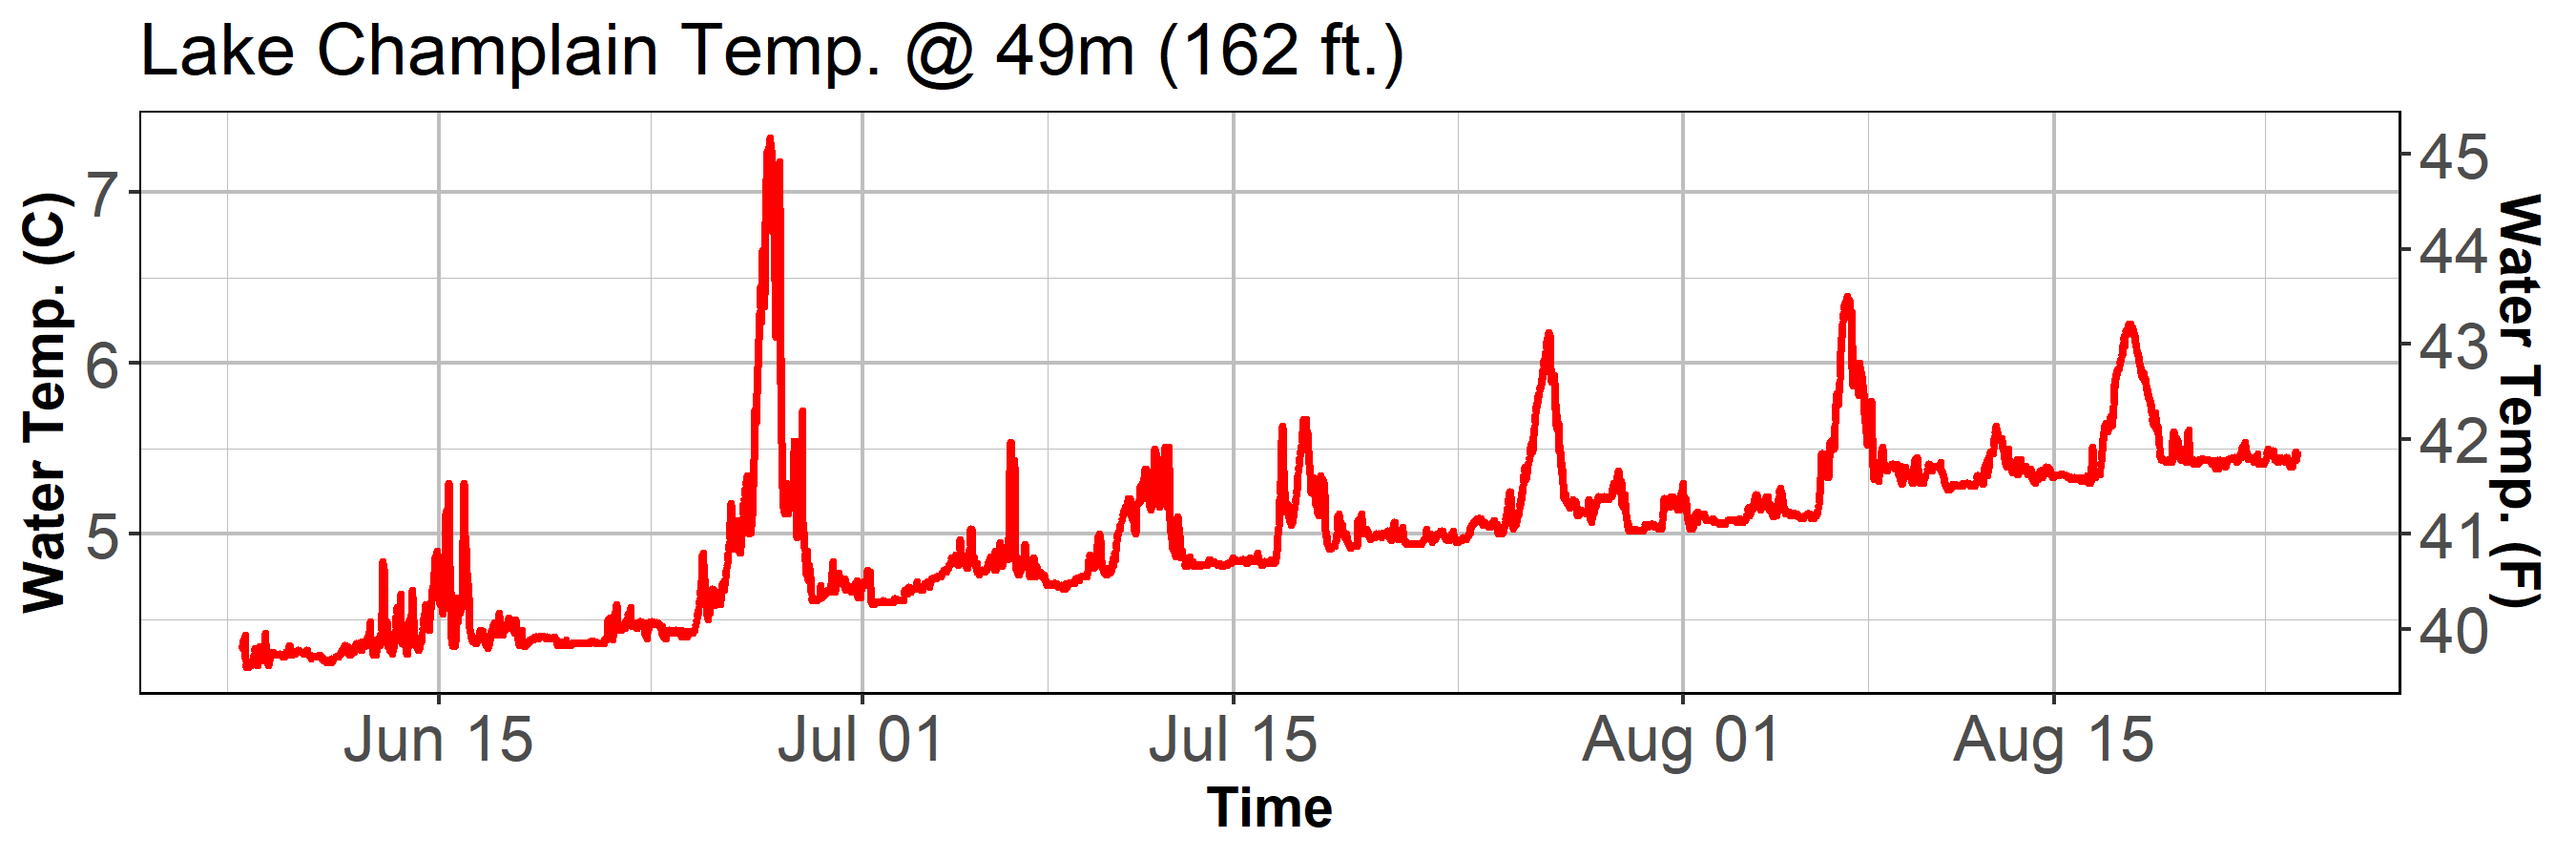 Lake Champlain Temp. @ 49m (162 ft.)
Water Temp. (C)
7
6
5
45
44
43
42
41
40
Water Temp. (F)
Jun 15 Jul 01 Jul 15 Aug 01 Aug 15
Time